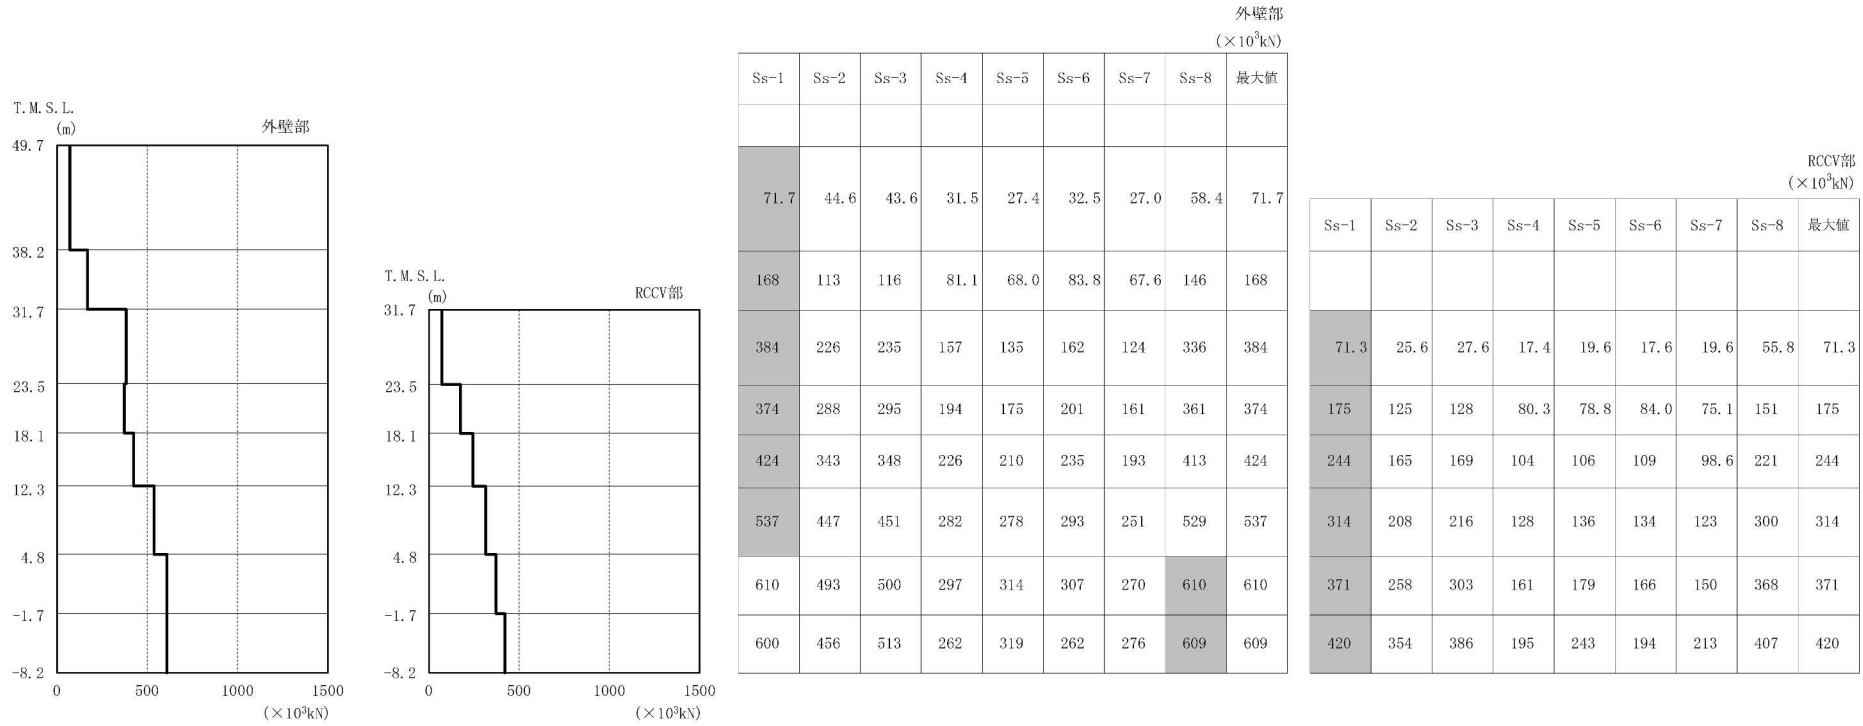 T.M.S.L.
(m)
外壁部
49.7
38.2
31.7
23.5
18.1
12.3
4.8
-1.7
-8.2
0 500 1000 1500
(×10³kN)
T.M.S.L.
(m)
RCCV部
31.7
23.5
18.1
12.3
4.8
-1.7
-8.2
0 500 1000 1500
(×10³kN)
外壁部
(×10³kN)
Ss-1 Ss-2 Ss-3 Ss-4 Ss-5 Ss-6 Ss-7 Ss-8 最大値
71.7 44.6 43.6 31.5 27.4 32.5 27.0 58.4 71.7
168 113 116 81.1 68.0 83.8 67.6 146 168
384 226 235 157 135 162 124 336 384
374 288 295 194 175 201 161 361 374
424 343 348 226 210 235 193 413 424
537 447 451 282 278 293 251 529 537
610 493 500 297 314 307 270 610 610
600 456 513 262 319 262 276 609 609
RCCV部
(×10³kN)
Ss-1 Ss-2 Ss-3 Ss-4 Ss-5 Ss-6 Ss-7 Ss-8 最大値
71.3 25.6 27.6 17.4 19.6 17.6 19.6 55.8 71.3
175 125 128 80.3 78.8 84.0 75.1 151 175
244 165 169 104 106 109 98.6 221 244
314 208 216 128 136 134 123 300 314
371 258 303 161 179 166 150 368 371
420 354 386 195 243 194 213 407 420